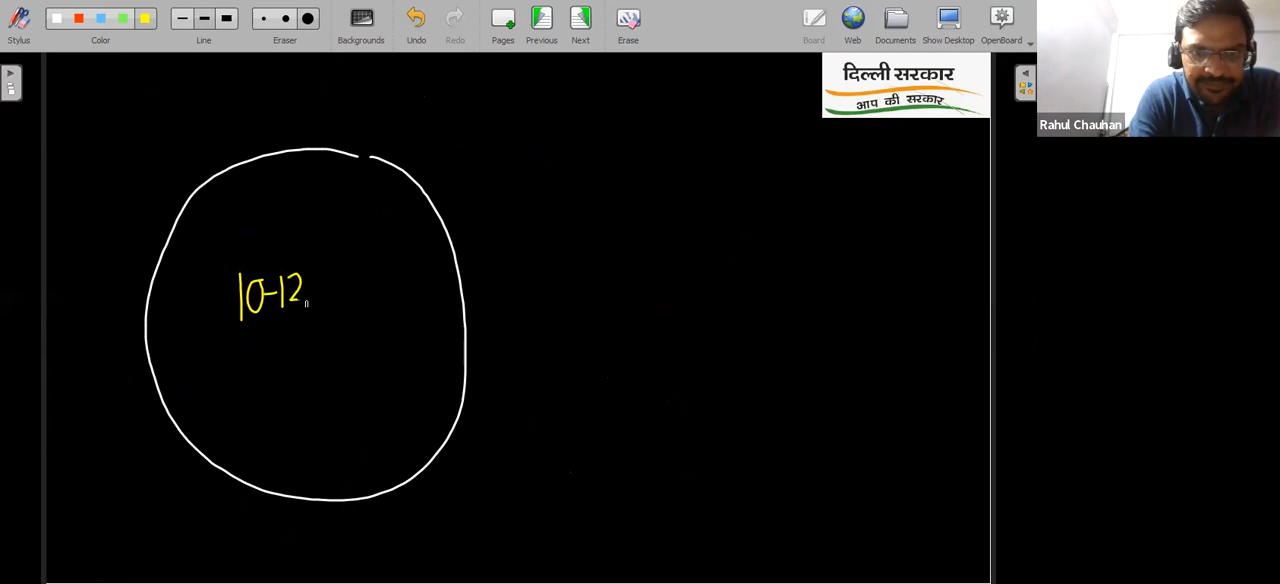 Stylus
Color
Line
Eraser
Backgrounds
Undo
Redo
Pages
Previous
Next
Erase
Board
Web
Documents
Show Desktop
OpenBoard
दिल्ली सरकार
आप की सरकार
Rahul Chauhan
10-12